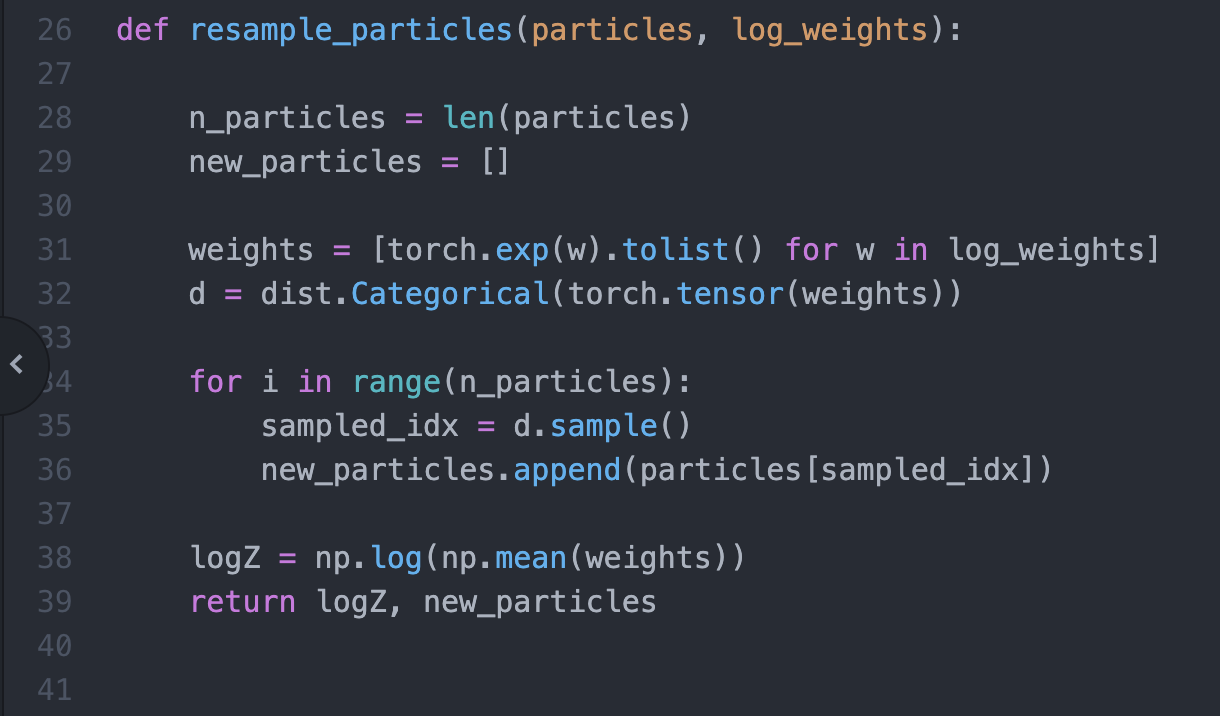 26 def resample_particles(particles, log_weights):
27
28     n_particles = len(particles)
29     new_particles = []
30
31     weights = [torch.exp(w).tolist() for w in log_weights]
32     d = dist.Categorical(torch.tensor(weights))
33
34     for i in range(n_particles):
35         sampled_idx = d.sample()
36         new_particles.append(particles[sampled_idx])
37
38     logZ = np.log(np.mean(weights))
39     return logZ, new_particles
40
41